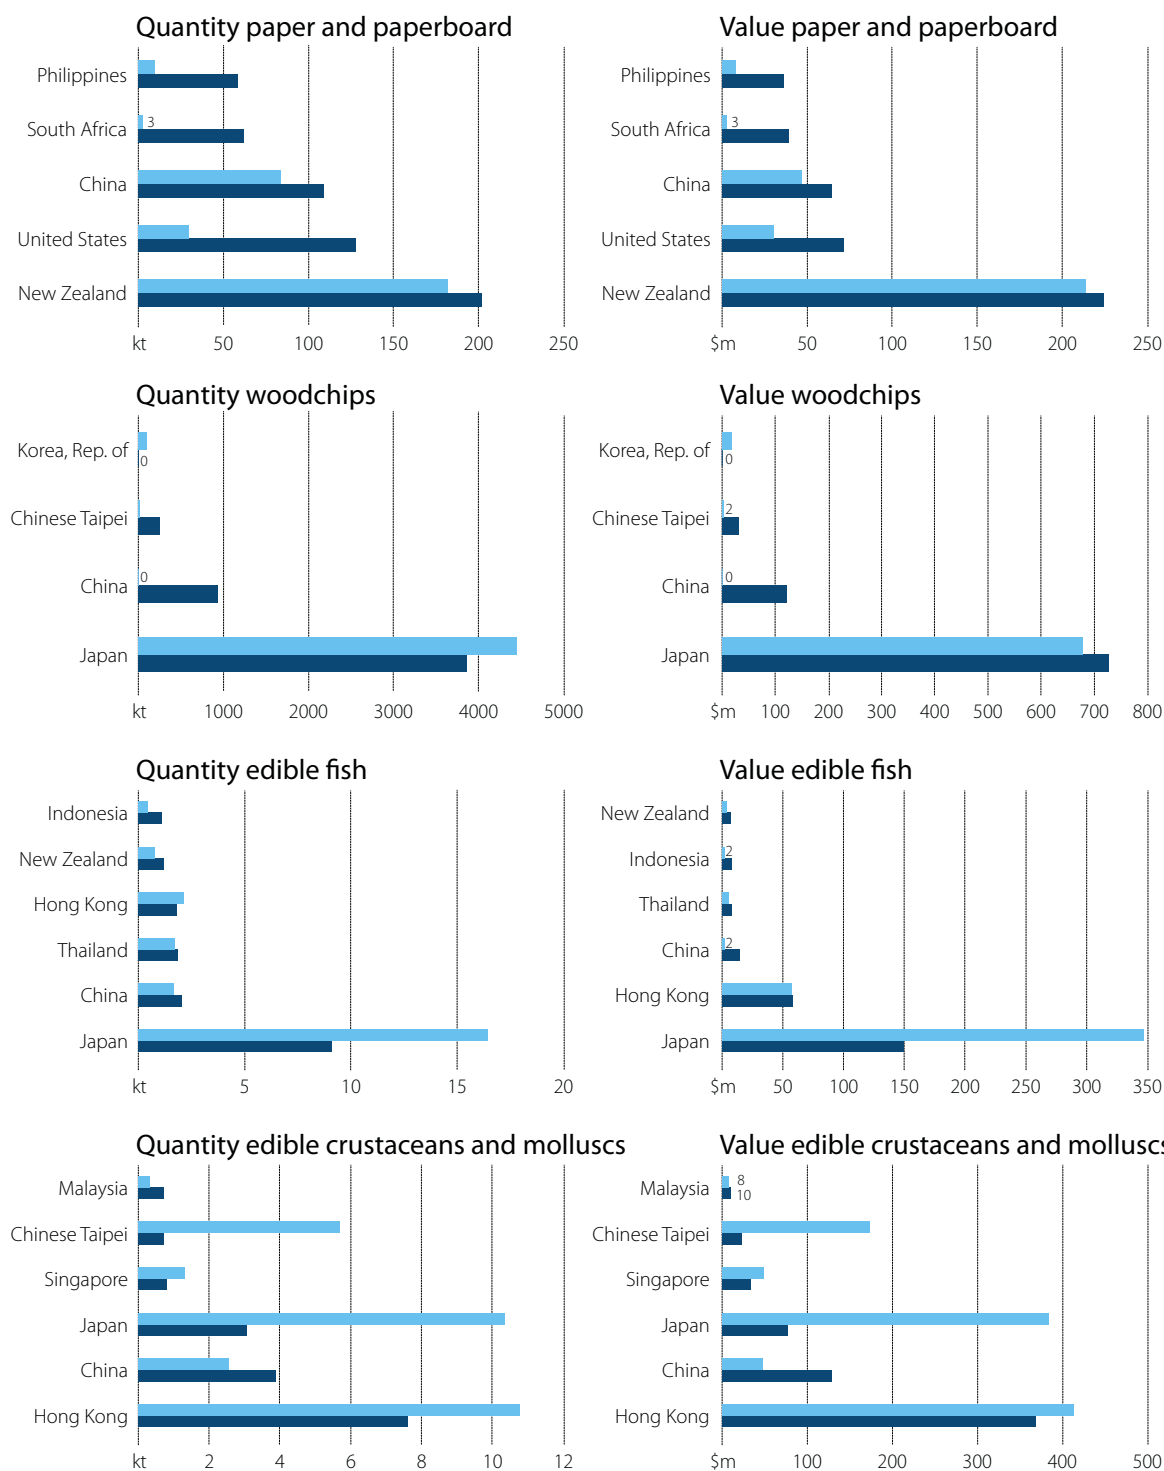 Quantity paper and paperboard
Philippines
South Africa
3
China
United States
New Zealand
kt 50 100 150 200 250
Value paper and paperboard
Philippines
South Africa
3
China
United States
New Zealand
$m 50 100 150 200 250
Quantity woodchips
Korea, Rep. of
0
Chinese Taipei
China
0
Japan
kt 1000 2000 3000 4000 5000
Value woodchips
Korea, Rep. of
0
Chinese Taipei
2
China
0
Japan
$m 100 200 300 400 500 600 700 800
Quantity edible fish
Indonesia
New Zealand
Hong Kong
Thailand
China
Japan
kt 5 10 15 20
Value edible fish
New Zealand
Indonesia
2
Thailand
China
2
Hong Kong
Japan
$m 50 100 150 200 250 300 350
Quantity edible crustaceans and molluscs
Malaysia
Chinese Taipei
Singapore
Japan
China
Hong Kong
kt 2 4 6 8 10 12
Value edible crustaceans and molluscs
Malaysia
8
10
Chinese Taipei
Singapore
Japan
China
Hong Kong
$m 100 200 300 400 500